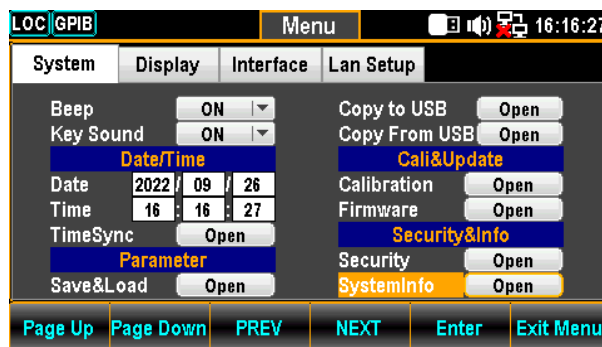 LOC GPIB Menu 16:16:27
System Display Interface Lan Setup
Beep ON Copy to USB Open
Key Sound ON Copy From USB Open
Date/Time Cali&Update
Date 2022 / 09 / 26 Calibration Open
Time 16 : 16 : 27 Firmware Open
TimeSync Open Security&Info
Parameter Security Open
Save&Load Open SystemInfo Open
Page Up Page Down PREV NEXT Enter Exit Menu